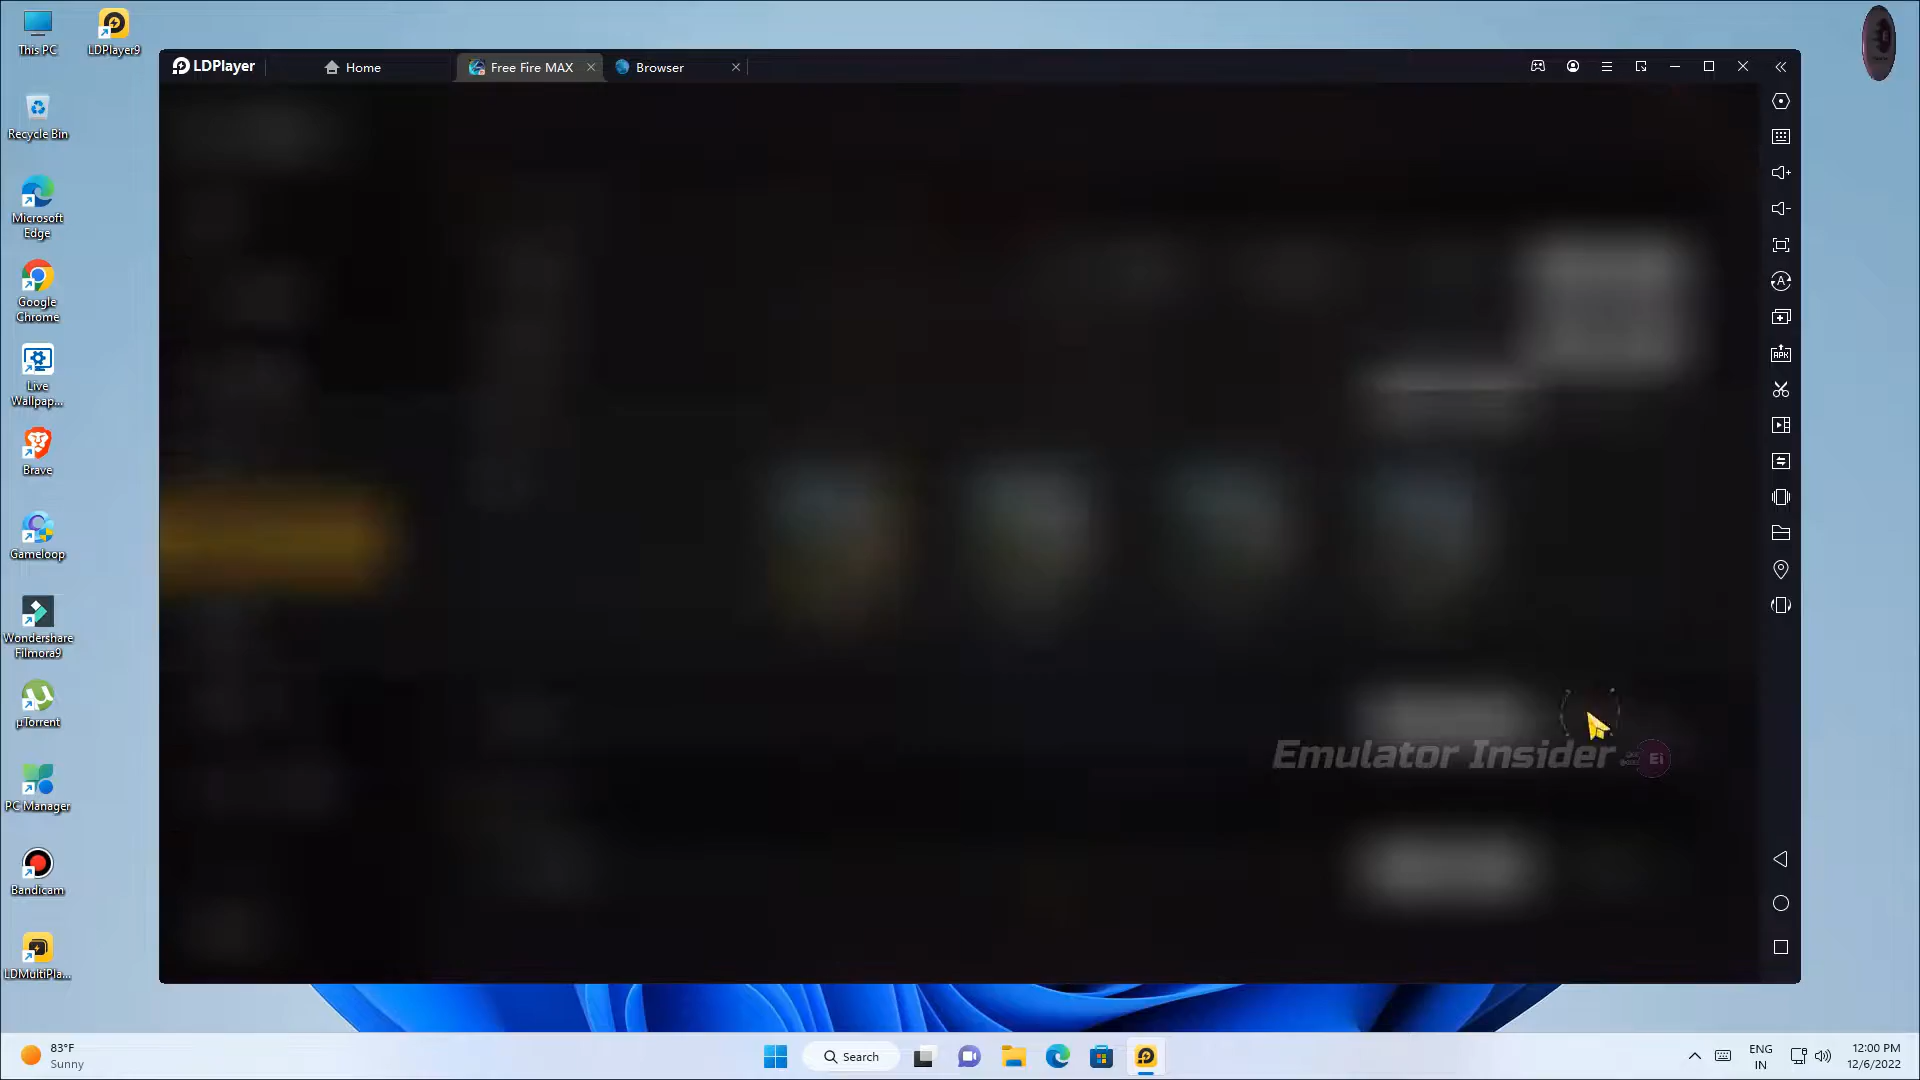 This PC
LDPlayer9
Recycle Bin
Microsoft
Edge
Google
Chrome
Live
Wallpap...
Brave
Gameloop
Wondershare
Filmora9
µTorrent
PC Manager
Bandicam
LDMultiPla...
LDPlayer
Home
Free Fire MAX
Browser
A
APK
Emulator Insider
Ei
83°F
Sunny
Search
ENG
IN
12:00 PM
12/6/2022